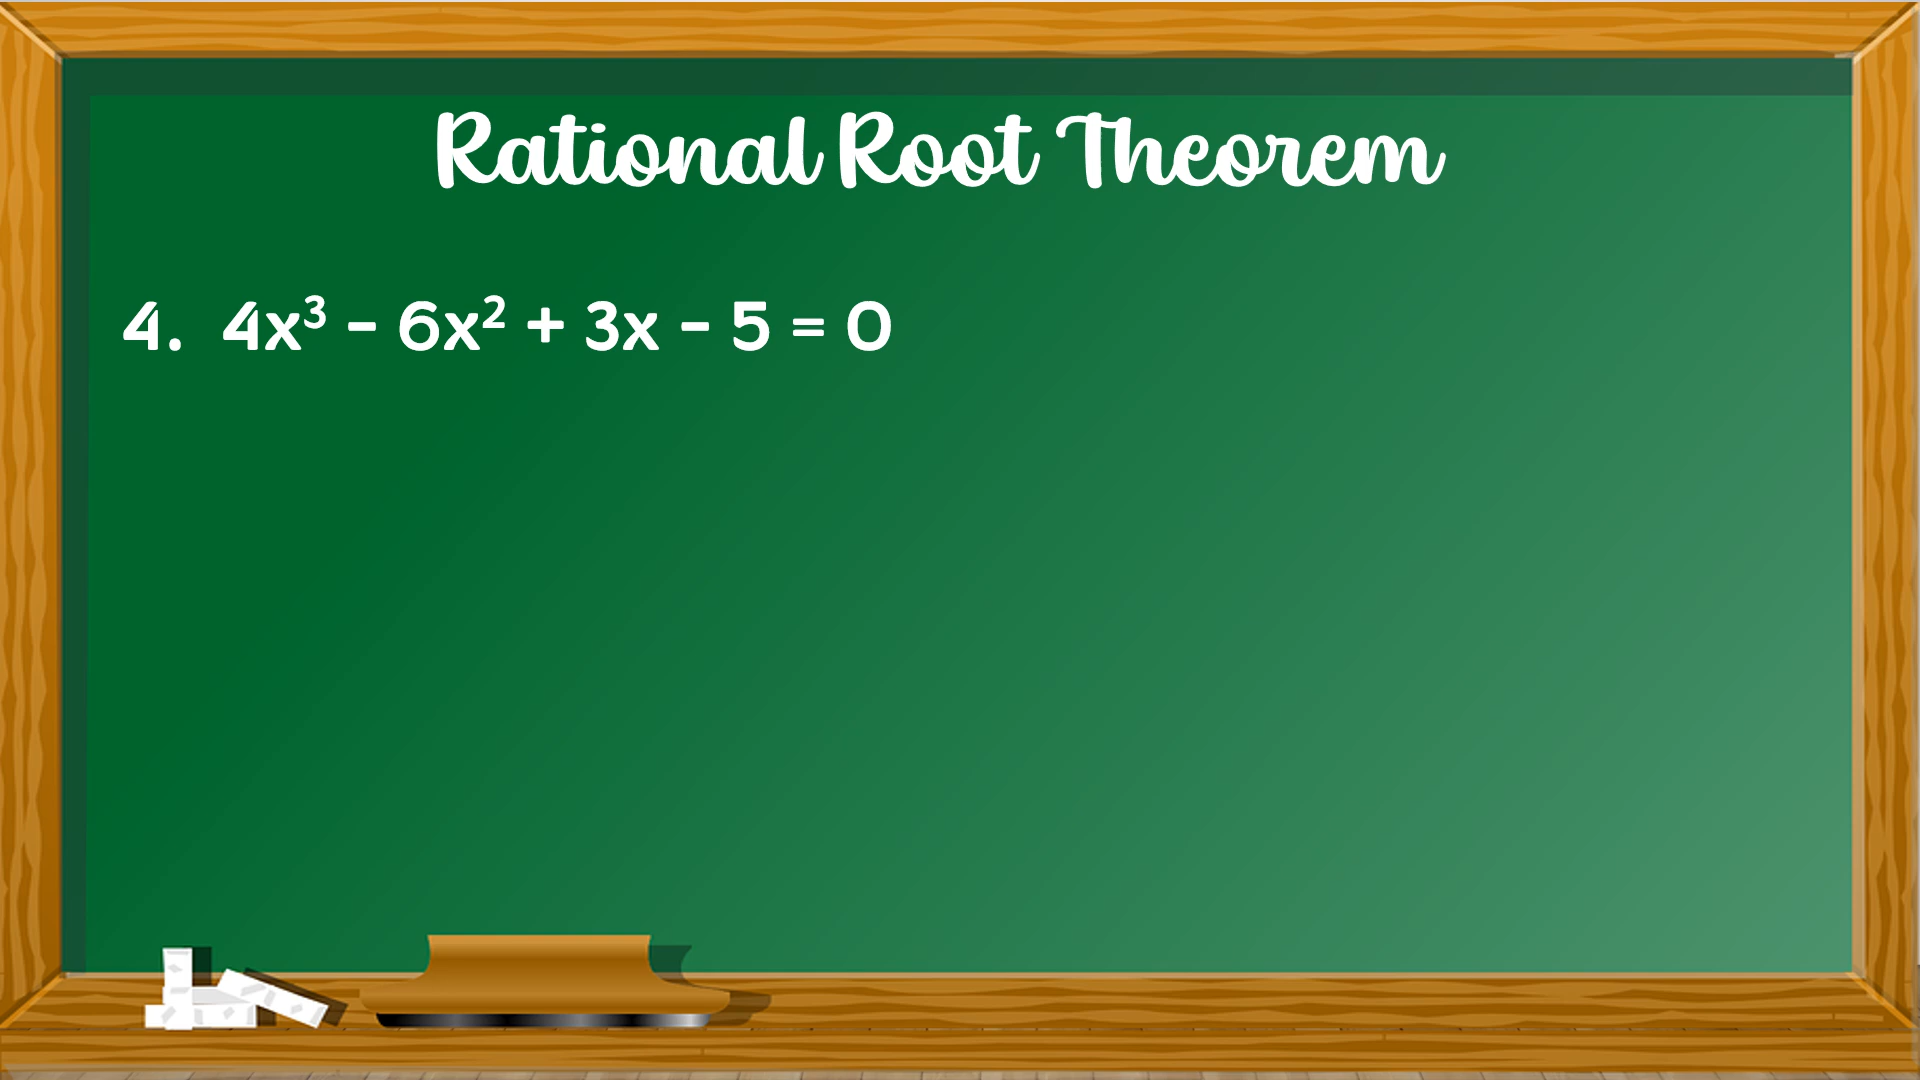 Rational Root Theorem
4. 4x³ – 6x² + 3x – 5 = 0